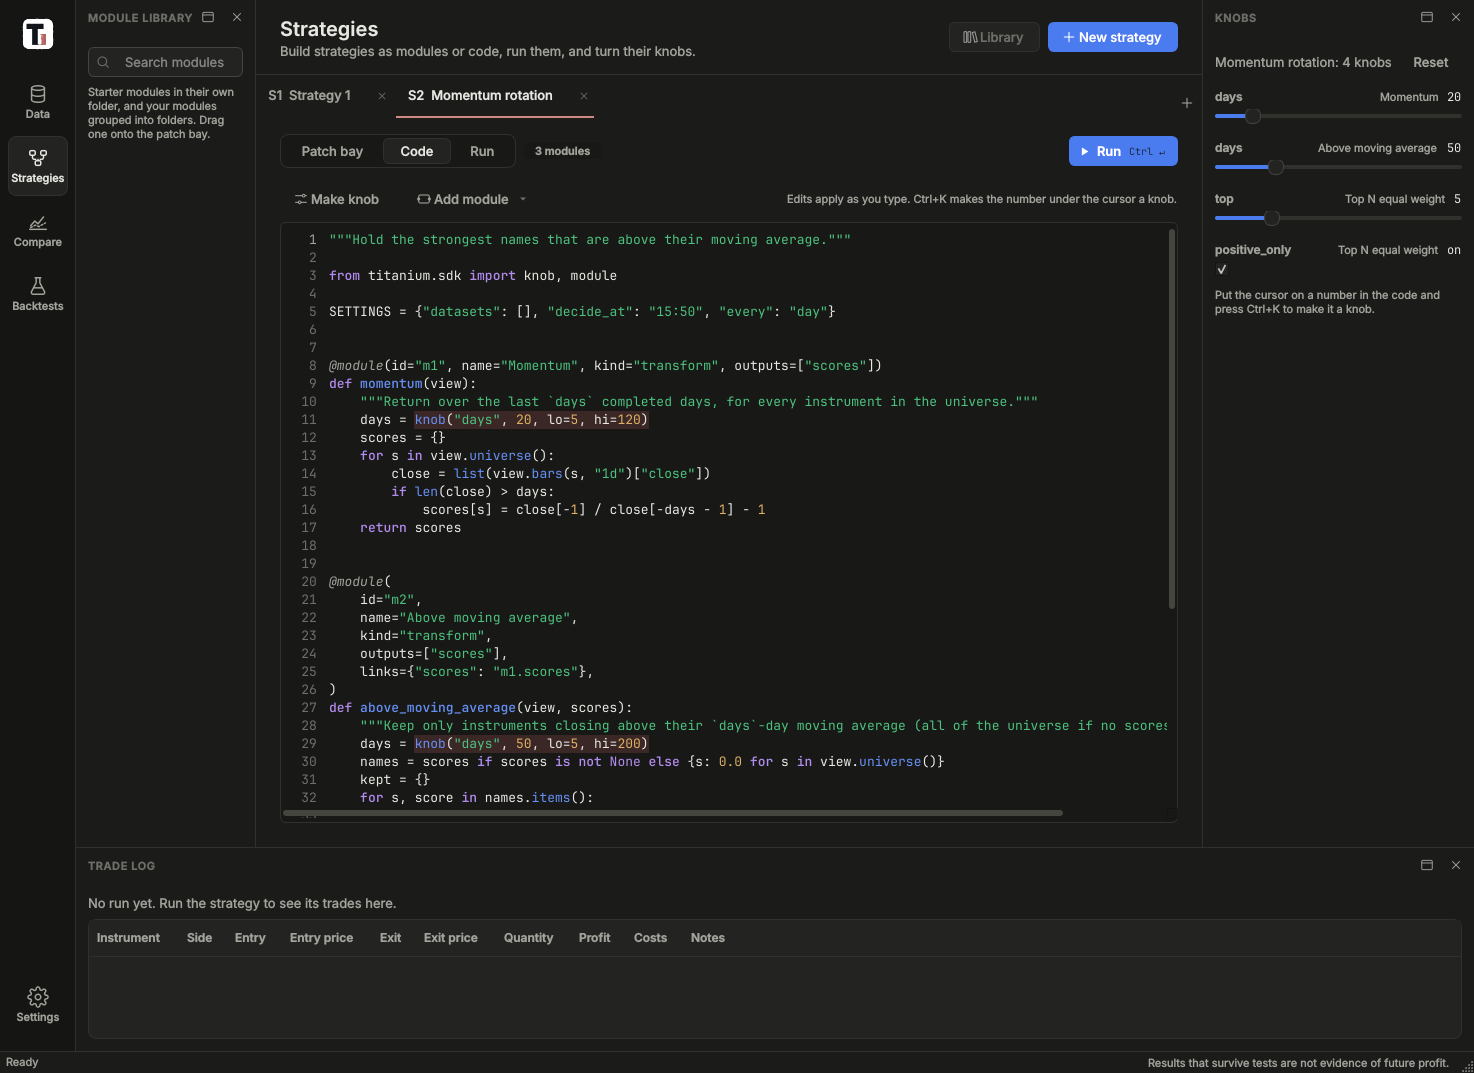 Ti
Data
Strategies
Compare
Backtests
Settings
MODULE LIBRARY
Search modules
Starter modules in their own
folder, and your modules
grouped into folders. Drag
one onto the patch bay.
Strategies
Build strategies as modules or code, run them, and turn their knobs.
Library
+ New strategy
S1 Strategy 1 ×
S2 Momentum rotation ×
+
Patch bay Code Run 3 modules
Run Ctrl ↵
Make knob Add module
Edits apply as you type. Ctrl+K makes the number under the cursor a knob.
1 """Hold the strongest names that are above their moving average."""
2
3 from titanium.sdk import knob, module
4
5 SETTINGS = {"datasets": [], "decide_at": "15:50", "every": "day"}
6
7
8 @module(id="m1", name="Momentum", kind="transform", outputs=["scores"])
9 def momentum(view):
10     """Return over the last `days` completed days, for every instrument in the universe."""
11     days = knob("days", 20, lo=5, hi=120)
12     scores = {}
13     for s in view.universe():
14         close = list(view.bars(s, "1d")["close"])
15         if len(close) > days:
16             scores[s] = close[-1] / close[-days - 1] - 1
17     return scores
18
19
20 @module(
21     id="m2",
22     name="Above moving average",
23     kind="transform",
24     outputs=["scores"],
25     links={"scores": "m1.scores"},
26 )
27 def above_moving_average(view, scores):
28     """Keep only instruments closing above their `days`-day moving average (all of the universe if no scores
29     days = knob("days", 50, lo=5, hi=200)
30     names = scores if scores is not None else {s: 0.0 for s in view.universe()}
31     kept = {}
32     for s, score in names.items():
KNOBS
Momentum rotation: 4 knobs Reset
days Momentum 20
days Above moving average 50
top Top N equal weight 5
positive_only Top N equal weight on
Put the cursor on a number in the code and
press Ctrl+K to make it a knob.
TRADE LOG
No run yet. Run the strategy to see its trades here.
Instrument Side Entry Entry price Exit Exit price Quantity Profit Costs Notes
Ready
Results that survive tests are not evidence of future profit.